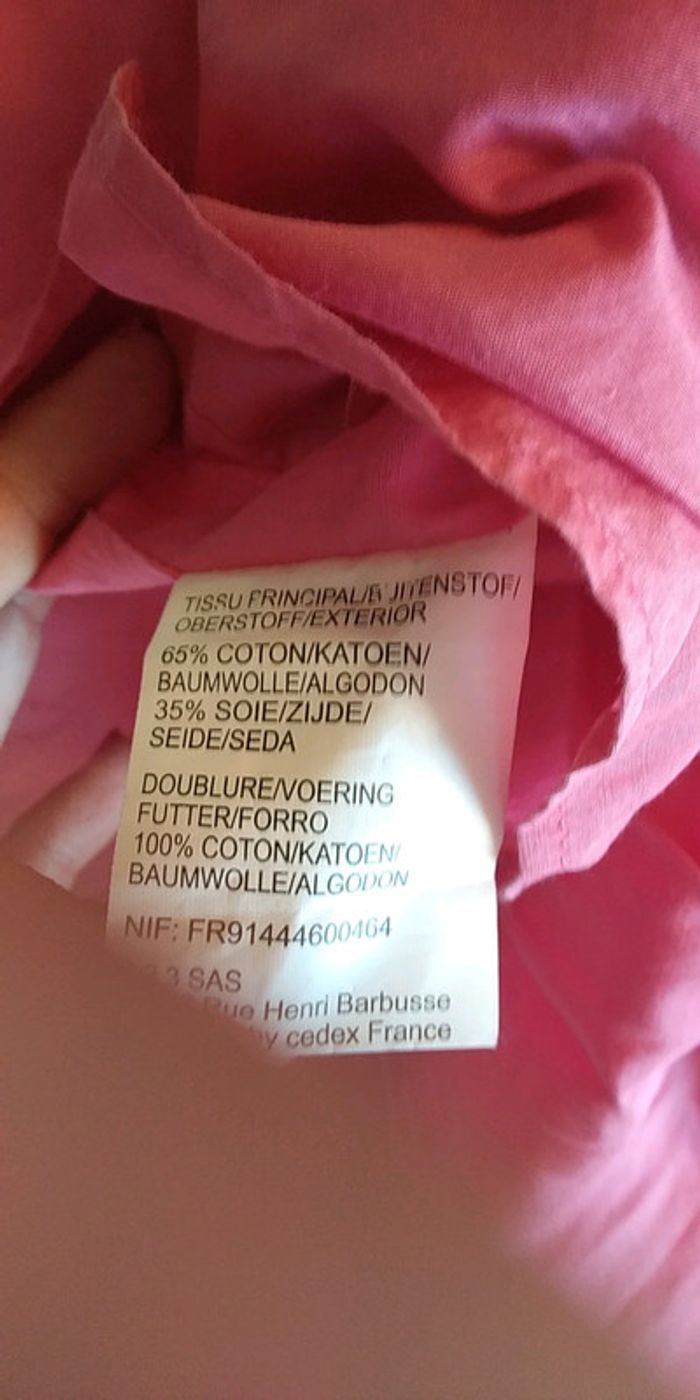 TISSU PRINCIPAL/BUITENSTOF/
OBERSTOFF/EXTERIOR
65% COTON/KATOEN/
BAUMWOLLE/ALGODON
35% SOIE/ZIJDE/
SEIDE/SEDA
DOUBLURE/VOERING
FUTTER/FORRO
100% COTON/KATOEN/
BAUMWOLLE/ALGODON
NIF: FR91444600464
SAS
Rue Henri Barbusse
cedex France